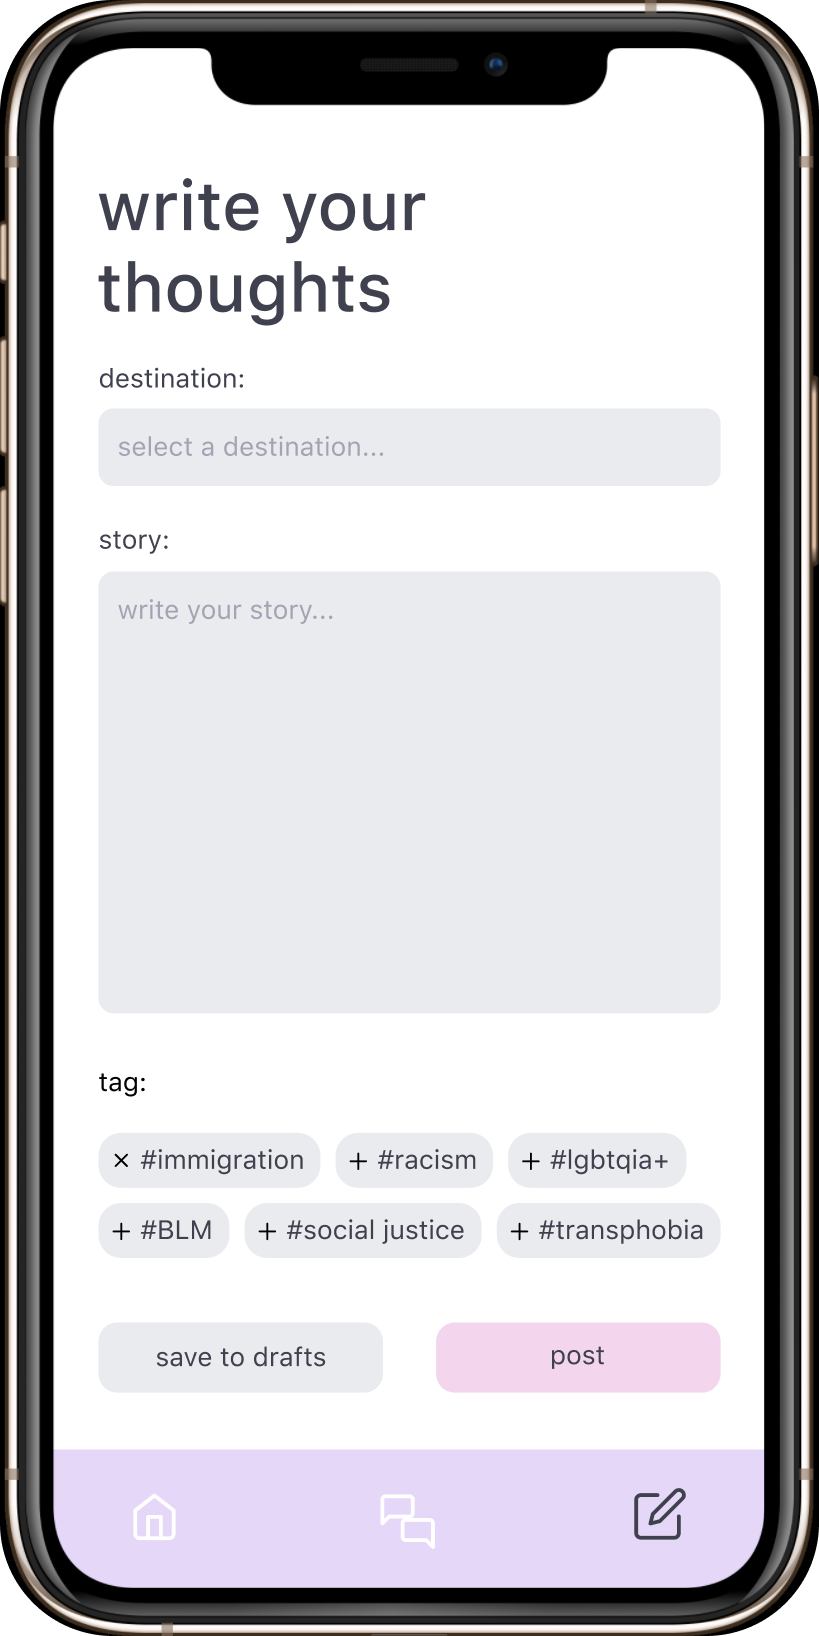 write your
thoughts
destination:
select a destination...
story:
write your story...
tag:
× #immigration + #racism + #lgbtqia+
+ #BLM + #social justice + #transphobia
save to drafts post